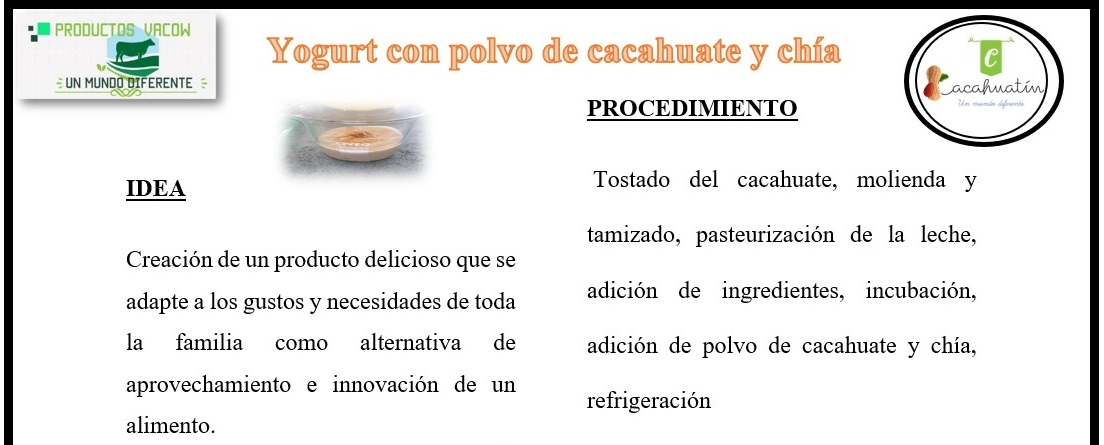 PRODUCTOS VACOW
UN MUNDO DIFERENTE
Yogurt con polvo de cacahuate y chía
C
Cacahuatín
Un mundo diferente
IDEA
Creación de un producto delicioso que se
adapte a los gustos y necesidades de toda
la familia como alternativa de
aprovechamiento e innovación de un
alimento.
PROCEDIMIENTO
Tostado del cacahuate, molienda y
tamizado, pasteurización de la leche,
adición de ingredientes, incubación,
adición de polvo de cacahuate y chía,
refrigeración